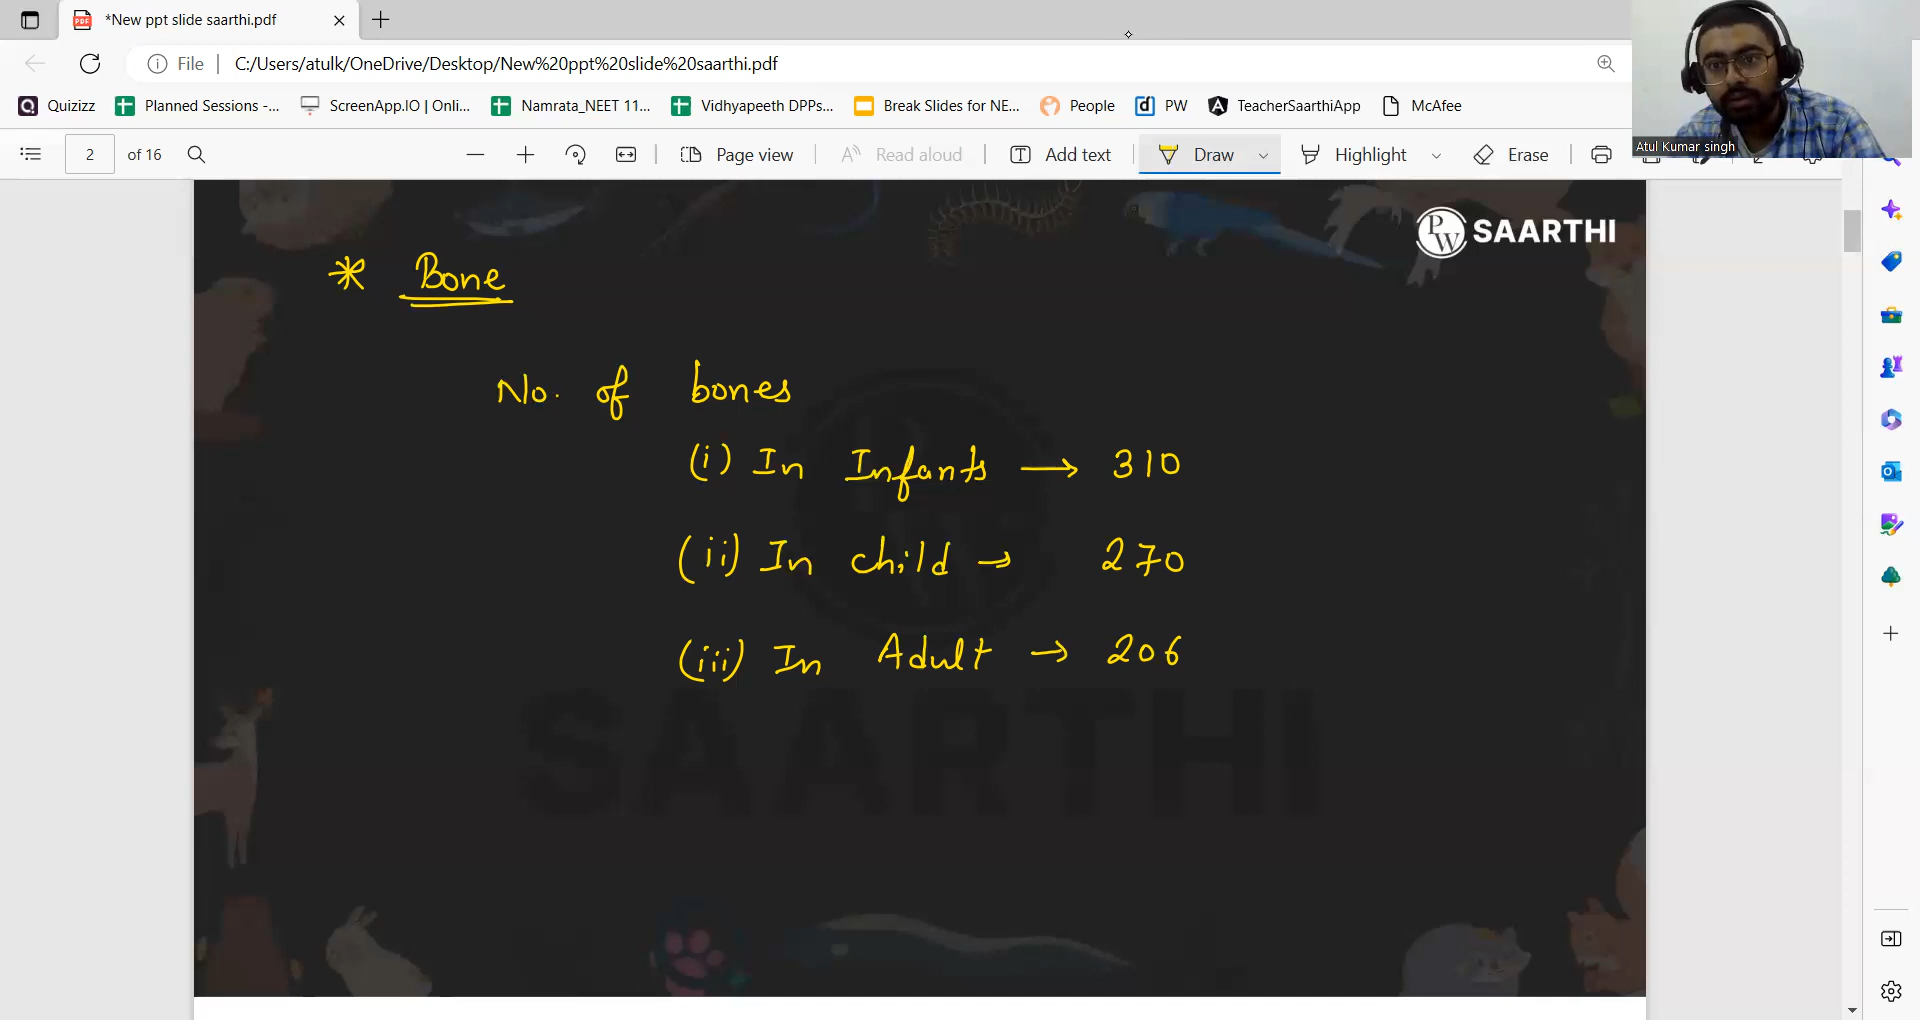 *New ppt slide saarthi.pdf
File C:/Users/atulk/OneDrive/Desktop/New%20ppt%20slide%20saarthi.pdf
Quizizz Planned Sessions -... ScreenApp.IO | Onli... Namrata_NEET 11... Vidhyapeeth DPPs... Break Slides for NE... People PW TeacherSaarthiApp McAfee
Atul Kumar singh
2 of 16 Page view Read aloud Add text Draw Highlight Erase
PW SAARTHI
* Bone
No. of bones
(i) In Infants → 310
(ii) In child → 270
(iii) In Adult → 206
SAARTHI